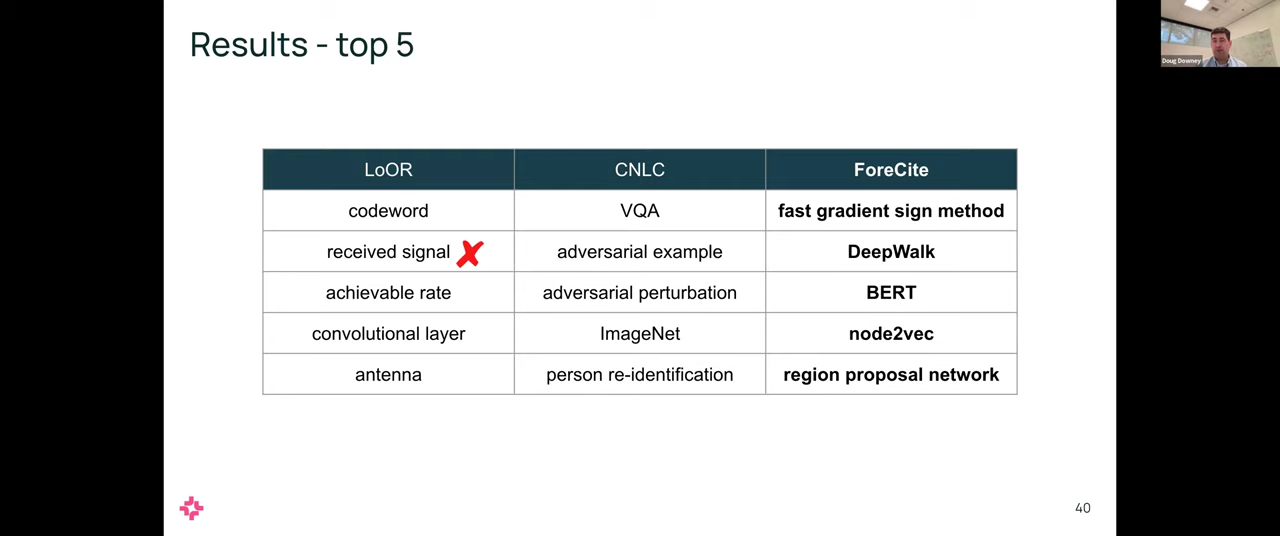 Results - top 5
Doug Downey
LoOR CNLC ForeCite
codeword VQA fast gradient sign method
received signal adversarial example DeepWalk
achievable rate adversarial perturbation BERT
convolutional layer ImageNet node2vec
antenna person re-identification region proposal network
40